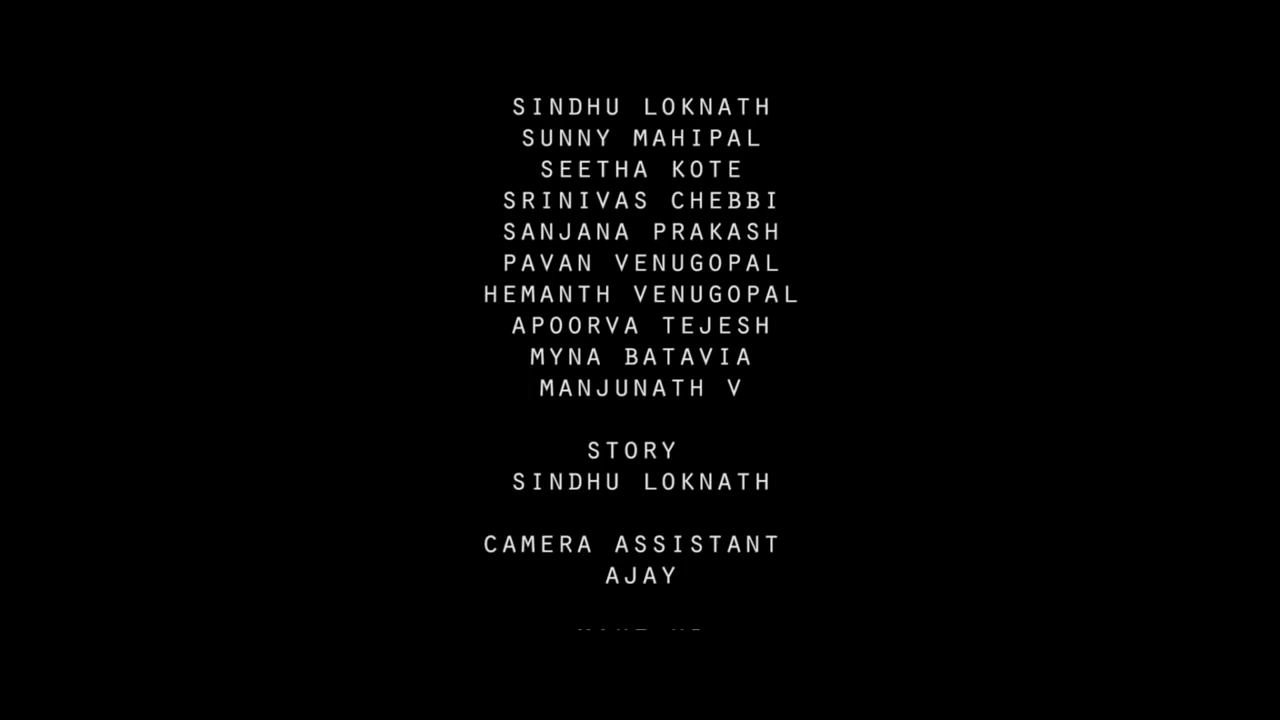 SINDHU LOKNATH
SUNNY MAHIPAL
SEETHA KOTE
SRINIVAS CHEBBI
SANJANA PRAKASH
PAVAN VENUGOPAL
HEMANTH VENUGOPAL
APOORVA TEJESH
MYNA BATAVIA
MANJUNATH V
STORY
SINDHU LOKNATH
CAMERA ASSISTANT
AJAY